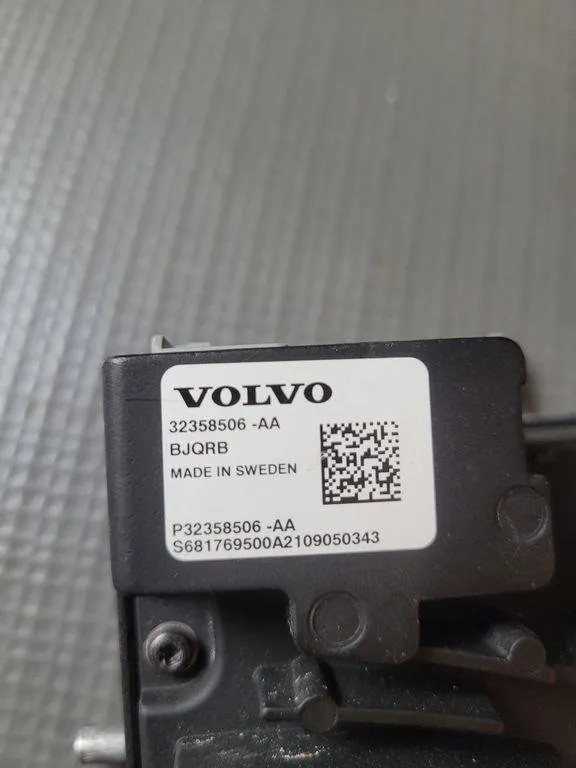 VOLVO
32358506 -AA
BJQRB
MADE IN SWEDEN
P32358506 -AA
S681769500A2109050343